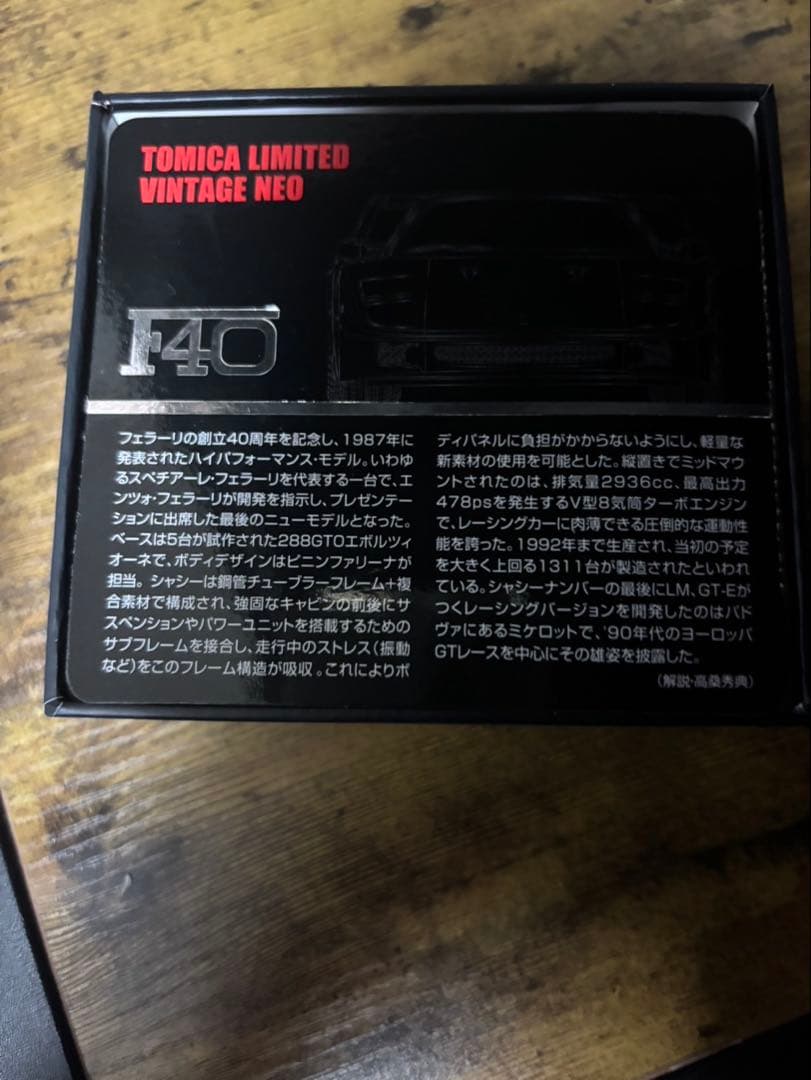 TOMICA LIMITED
VINTAGE NEO
F40
フェラーリの創立40周年を記念し、1987年に
発表されたハイパフォーマンス・モデル。いわゆ
るスペチアーレ・フェラーリを代表する一台で、エ
ンツォ・フェラーリが開発を指示し、プレゼンテー
ションに出席した最後のニューモデルとなった。
ベースは5台が試作された288GTOエボルツィ
オーネで、ボディデザインはピニンファリーナが
担当。シャシーは鋼管チューブラーフレーム+複
合素材で構成され、強固なキャビンの前後にサ
スペンションやパワーユニットを搭載するための
サブフレームを接合し、走行中のストレス(振動
など)をこのフレーム構造が吸収。これによりボ
ディパネルに負担がかからないようにし、軽量な
新素材の使用を可能とした。縦置きでミッドマウ
ントされたのは、排気量2936cc、最高出力
478psを発生するV型8気筒ターボエンジン
で、レーシングカーに肉薄できる圧倒的な運動性
能を誇った。1992年まで生産され、当初の予定
を大きく上回る1311台が製造されたといわれ
ている。シャシーナンバーの最後にLM、GT-Eが
つくレーシングバージョンを開発したのはパド
ヴァにあるミケロットで、'90年代のヨーロッパ
GTレースを中心にその雄姿を披露した。
(解説・高桑秀典)